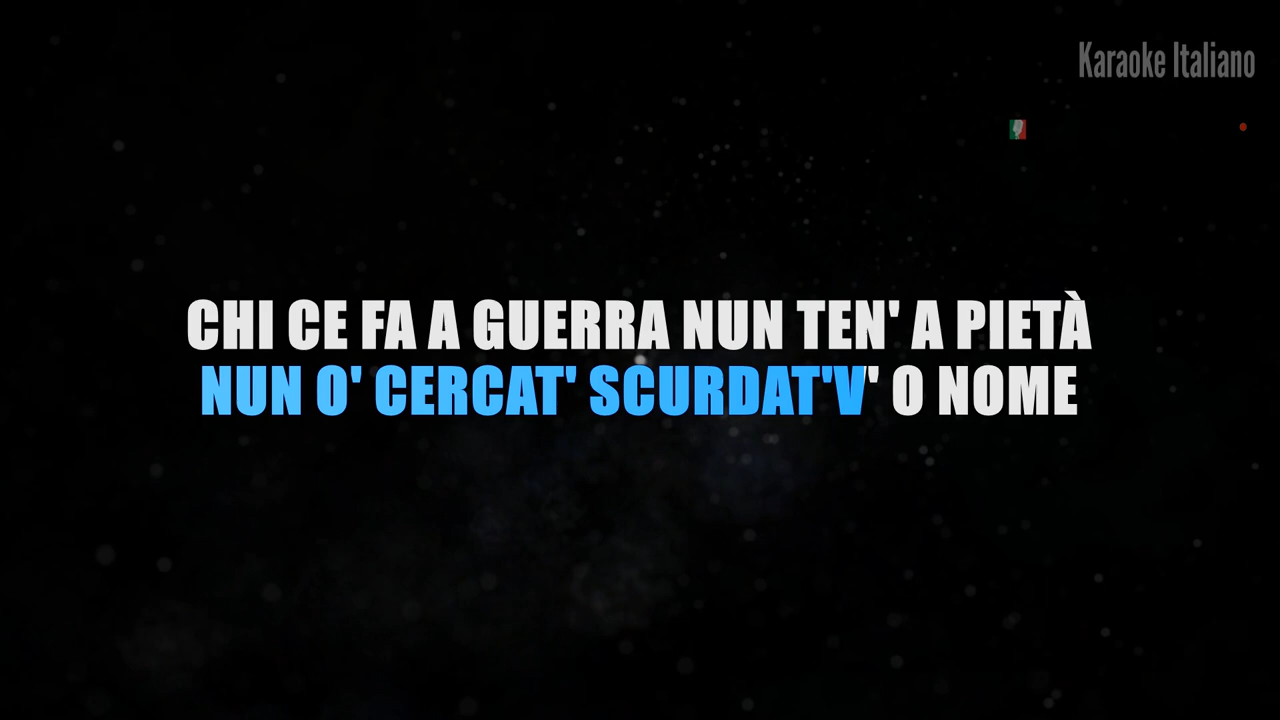 Karaoke Italiano
CHI CE FA A GUERRA NUN TEN' A PIETÀ
NUN O' CERCAT' SCURDAT'V' O NOME